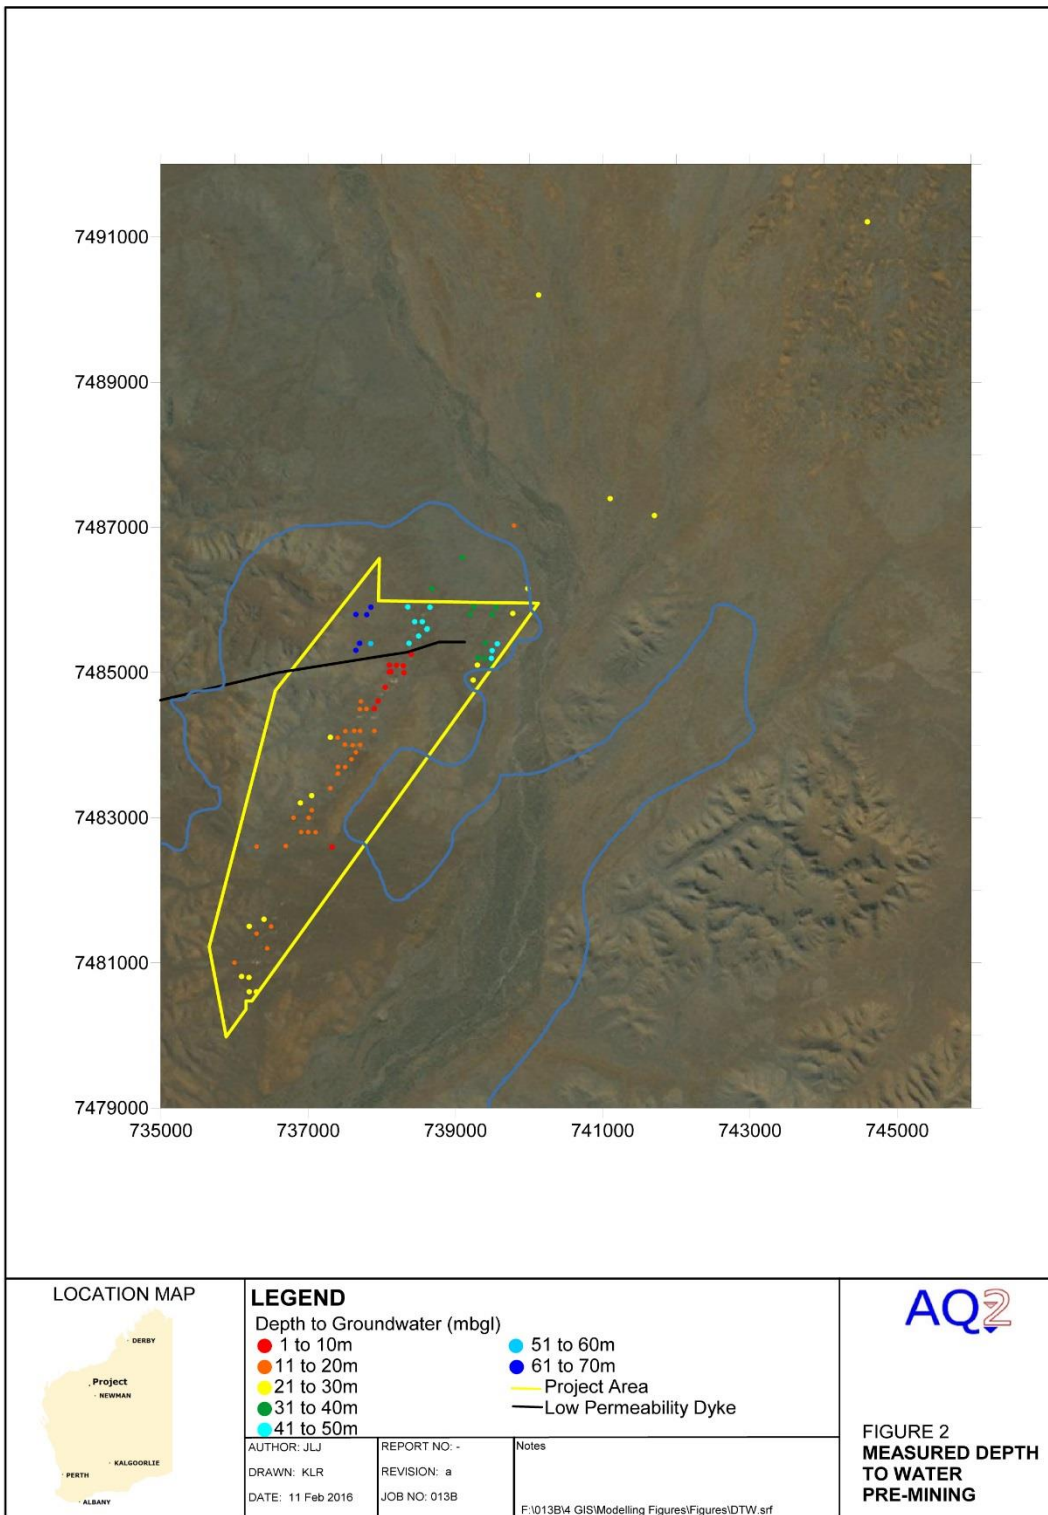 7491000
7489000
7487000
7485000
7483000
7481000
7479000
735000 737000 739000 741000 743000 745000
LOCATION MAP
DERBY
Project
NEWMAN
KALGOORLIE
PERTH
ALBANY
LEGEND
Depth to Groundwater (mbgl)
1 to 10m
11 to 20m
21 to 30m
31 to 40m
41 to 50m
51 to 60m
61 to 70m
Project Area
Low Permeability Dyke
AUTHOR: JLJ
DRAWN: KLR
DATE: 11 Feb 2016
REPORT NO: -
REVISION: a
JOB NO: 013B
Notes
F:\013B\4 GIS\Modelling Figures\Figures\DTW.srf
AQ2
FIGURE 2
MEASURED DEPTH
TO WATER
PRE-MINING